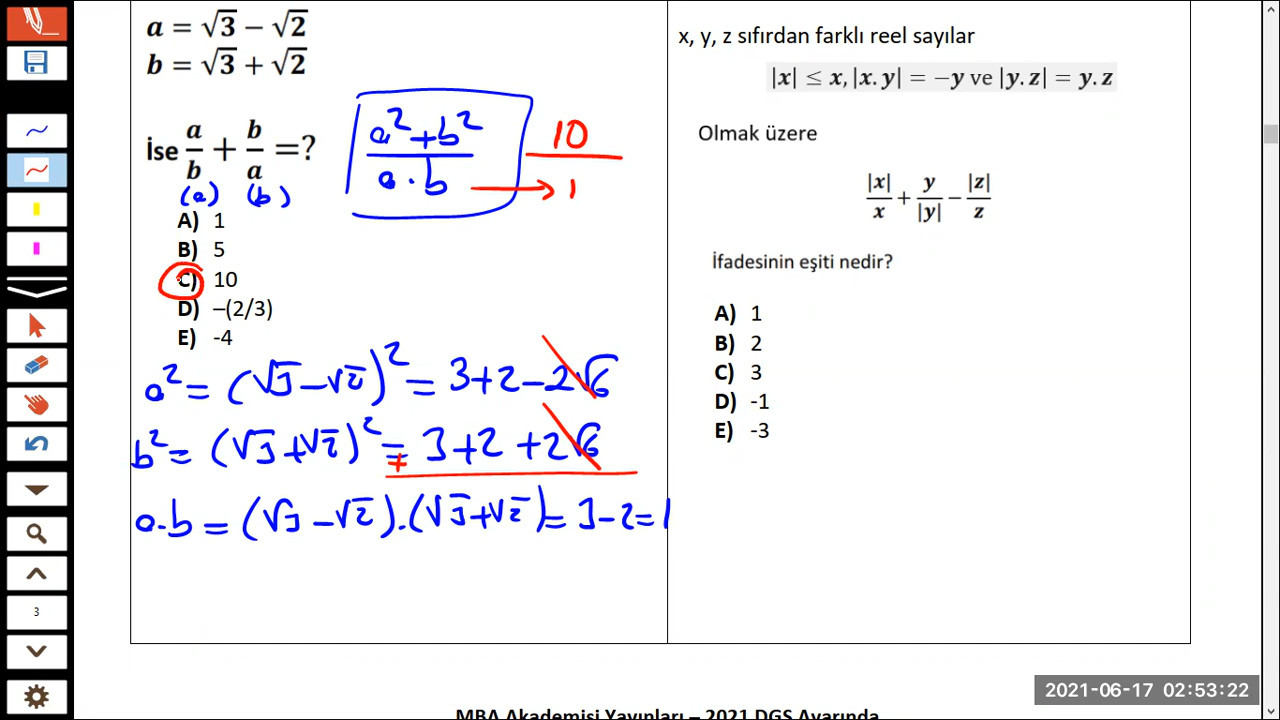 a = √3 − √2
b = √3 + √2
İse a/b + b/a =?
(a) (b)
a² + b²
a · b
10
1
A) 1
B) 5
C) 10
D) –(2/3)
E) -4
a² = (√3 − √2)² = 3+2−2√6
b² = (√3 + √2)² = 3+2+2√6
+
a.b = (√3 − √2).(√3+√2) = 3−2=1
x, y, z sıfırdan farklı reel sayılar
|x| ≤ x, |x.y| = −y ve |y.z| = y.z
Olmak üzere
|x|/x + y/|y| − |z|/z
İfadesinin eşiti nedir?
A) 1
B) 2
C) 3
D) -1
E) -3
3
2021-06-17 02:53:22
MBA Akademisi Yayınları – 2021 DGS Ayarında